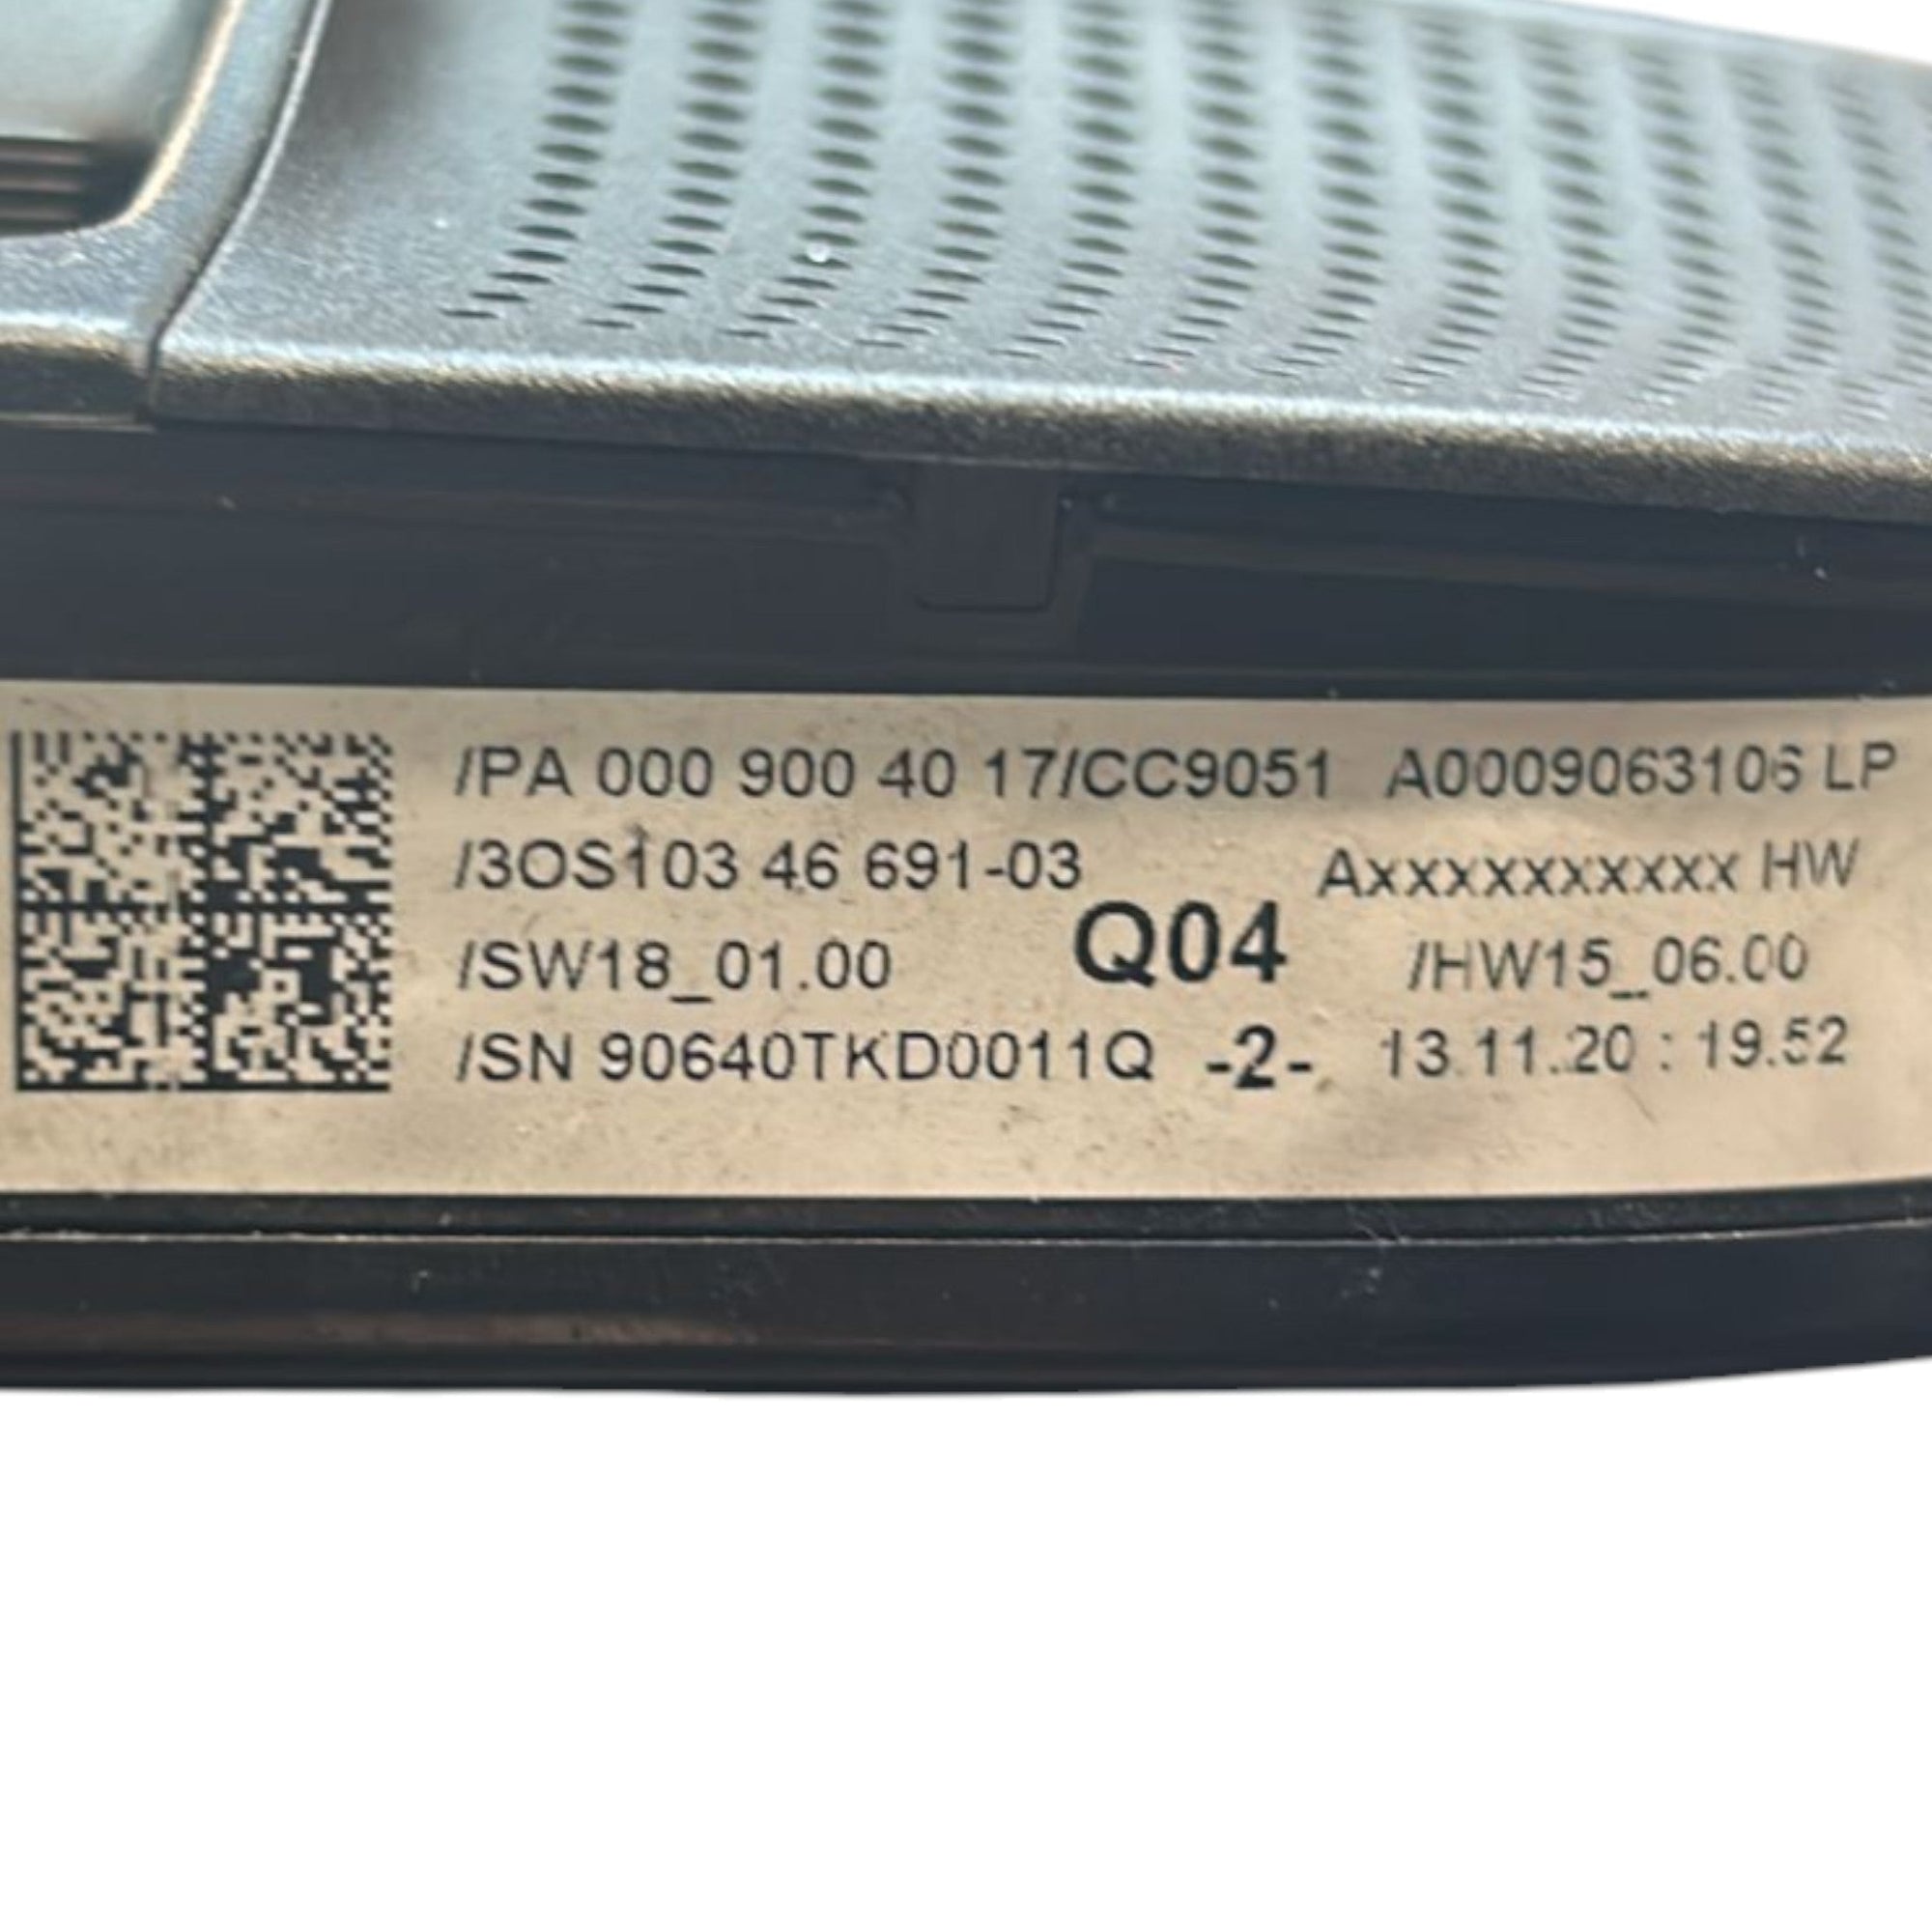 /PA 000 900 40 17/CC9051 A0009063106 LP
/3OS103 46 691-03 Axxxxxxxxxxx HW
/SW18_01.00 Q04 /HW15_06.00
/SN 90640TKD0011Q -2- 13.11.20 : 19.52